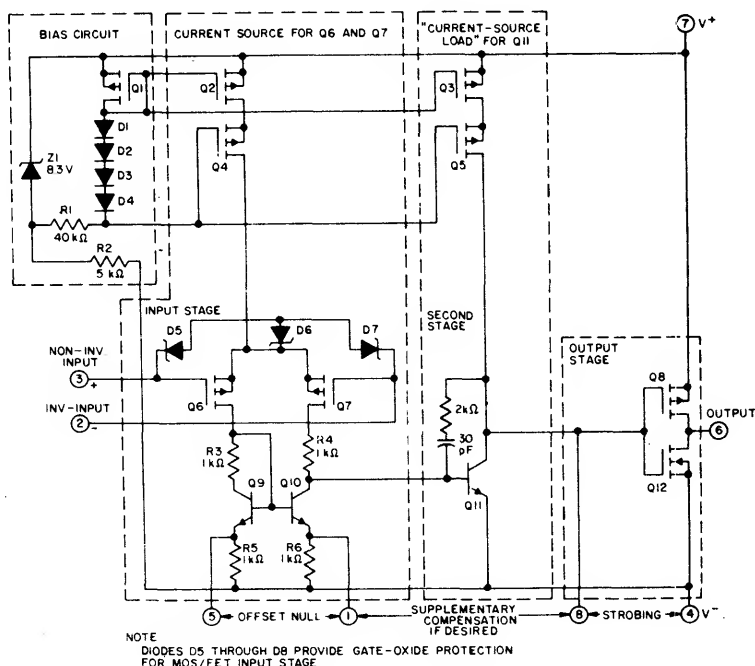 BIAS CIRCUIT
CURRENT SOURCE FOR Q6 AND Q7
"CURRENT-SOURCE
LOAD" FOR Q11
7 V+
Q1
Q2
Q3
D1
D2
D3
D4
Q4
Q5
Z1
8.3 V
R1
40 kΩ
R2
5 kΩ
INPUT STAGE
D5
D6
D7
SECOND
STAGE
OUTPUT
STAGE
NON-INV
INPUT
3 +
Q6
Q7
INV-INPUT
2 -
Q8
OUTPUT
6
2kΩ
30
pF
R3
1 kΩ
R4
1 kΩ
Q9
Q10
Q11
Q12
R5
1 kΩ
R6
1 kΩ
5 OFFSET NULL 1
SUPPLEMENTARY
COMPENSATION
IF DESIRED
8 STROBING 4 V-
NOTE
DIODES D5 THROUGH D8 PROVIDE GATE-OXIDE PROTECTION
FOR MOS/FET INPUT STAGE